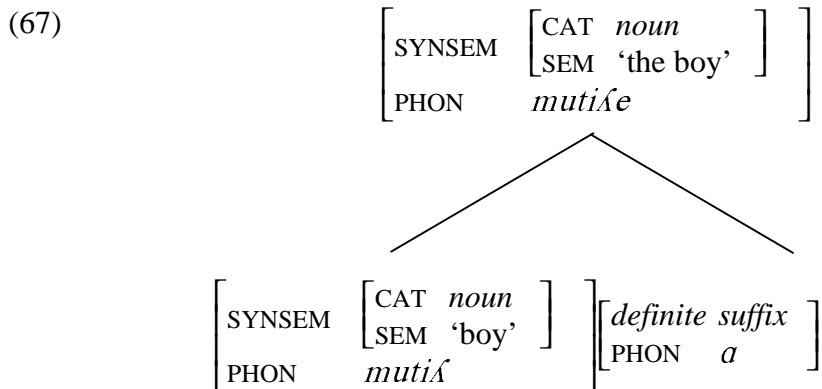 (67)
SYNSEM CAT noun
SEM ‘the boy’
PHON mutiʎe
SYNSEM CAT noun
SEM ‘boy’
PHON mutiʎ
definite suffix
PHON a